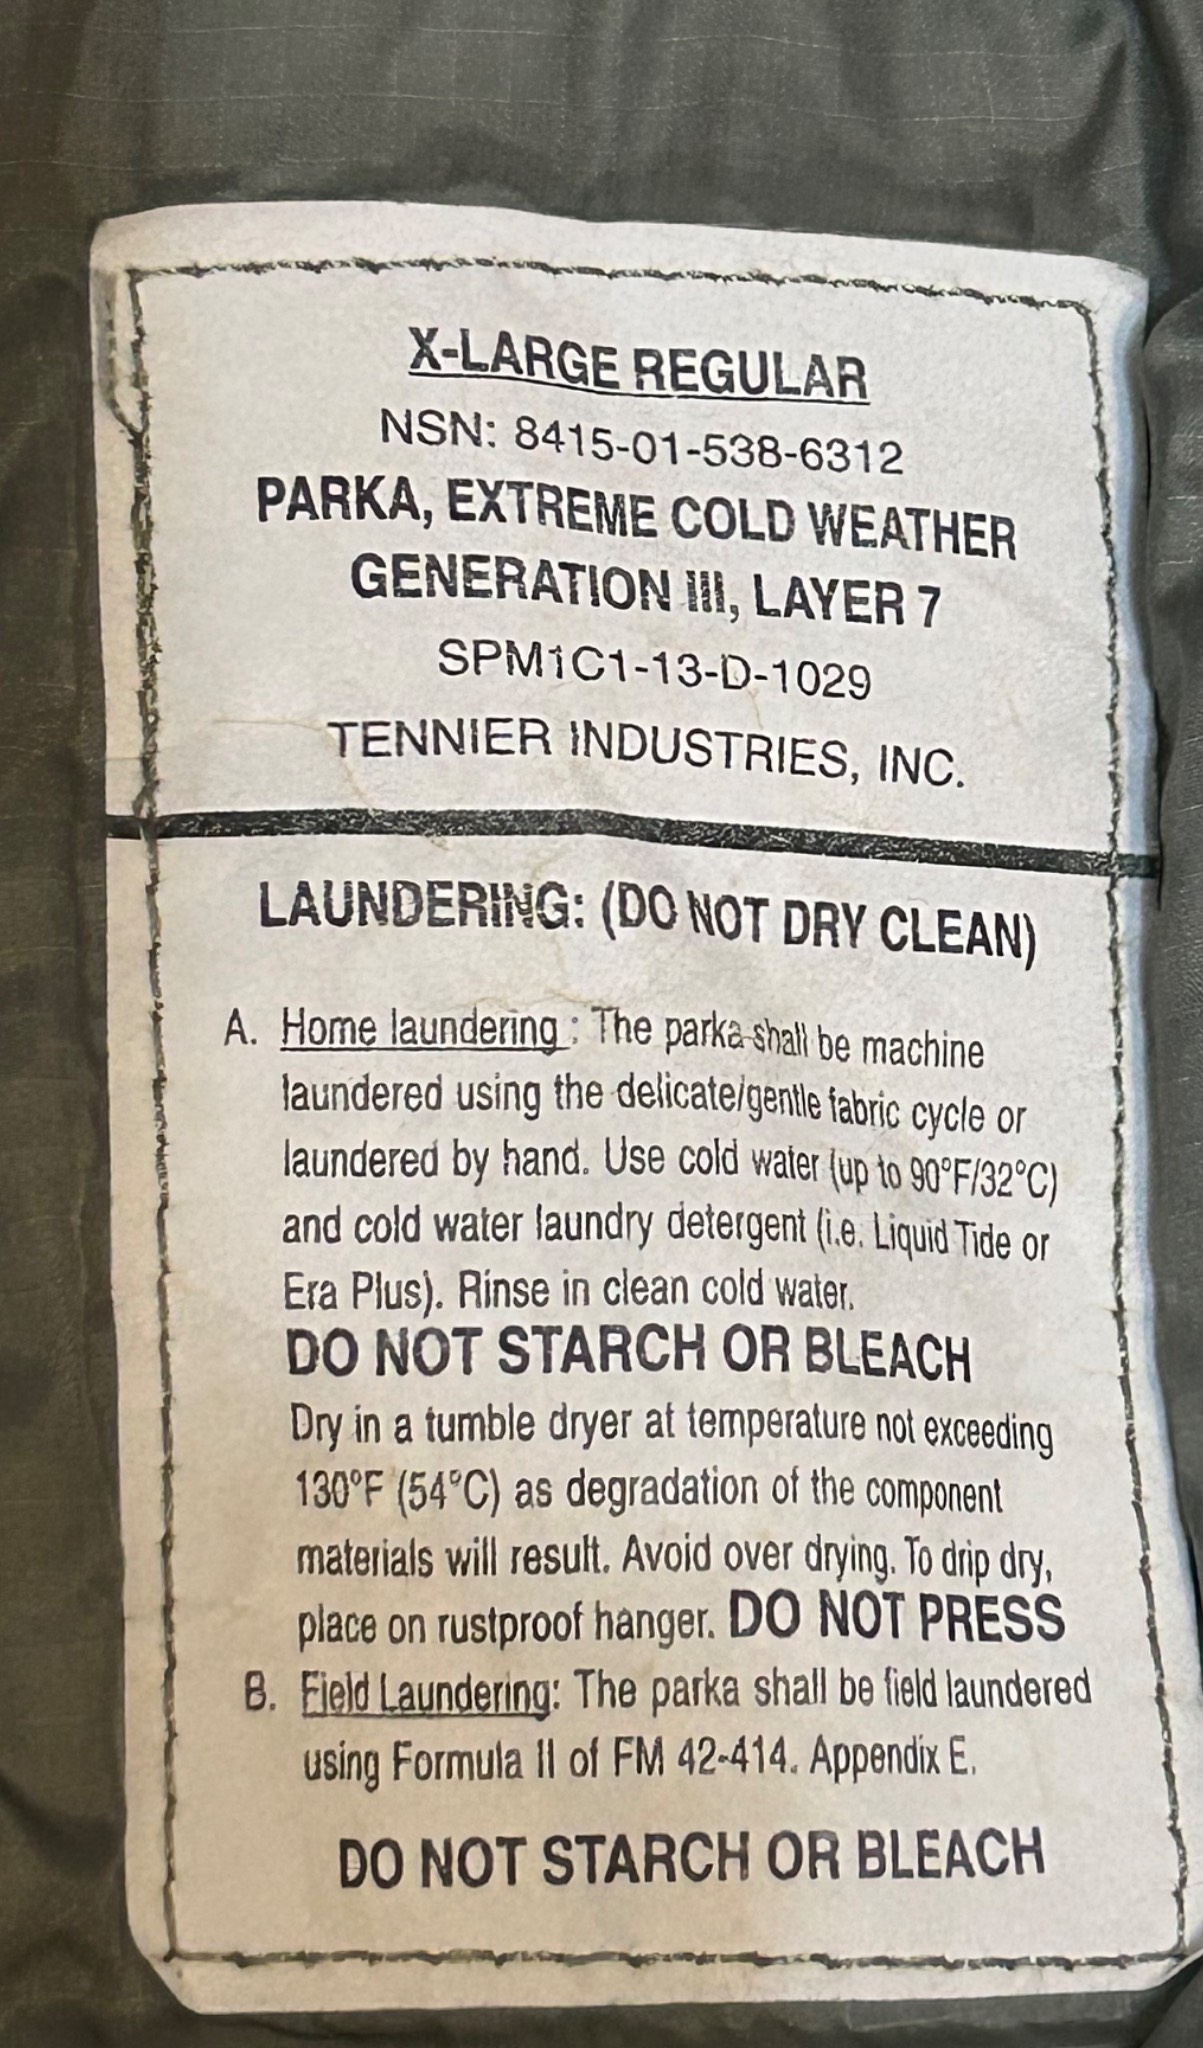 X-LARGE REGULAR
NSN: 8415-01-538-6312
PARKA, EXTREME COLD WEATHER
GENERATION III, LAYER 7
SPM1C1-13-D-1029
TENNIER INDUSTRIES, INC.
LAUNDERING: (DO NOT DRY CLEAN)
A. Home laundering : The parka shall be machine
laundered using the delicate/gentle fabric cycle or
laundered by hand. Use cold water (up to 90°F/32°C)
and cold water laundry detergent (i.e. Liquid Tide or
Era Plus). Rinse in clean cold water.
DO NOT STARCH OR BLEACH
Dry in a tumble dryer at temperature not exceeding
130°F (54°C) as degradation of the component
materials will result. Avoid over drying. To drip dry,
place on rustproof hanger. DO NOT PRESS
B. Field Laundering: The parka shall be field laundered
using Formula II of FM 42-414. Appendix E.
DO NOT STARCH OR BLEACH